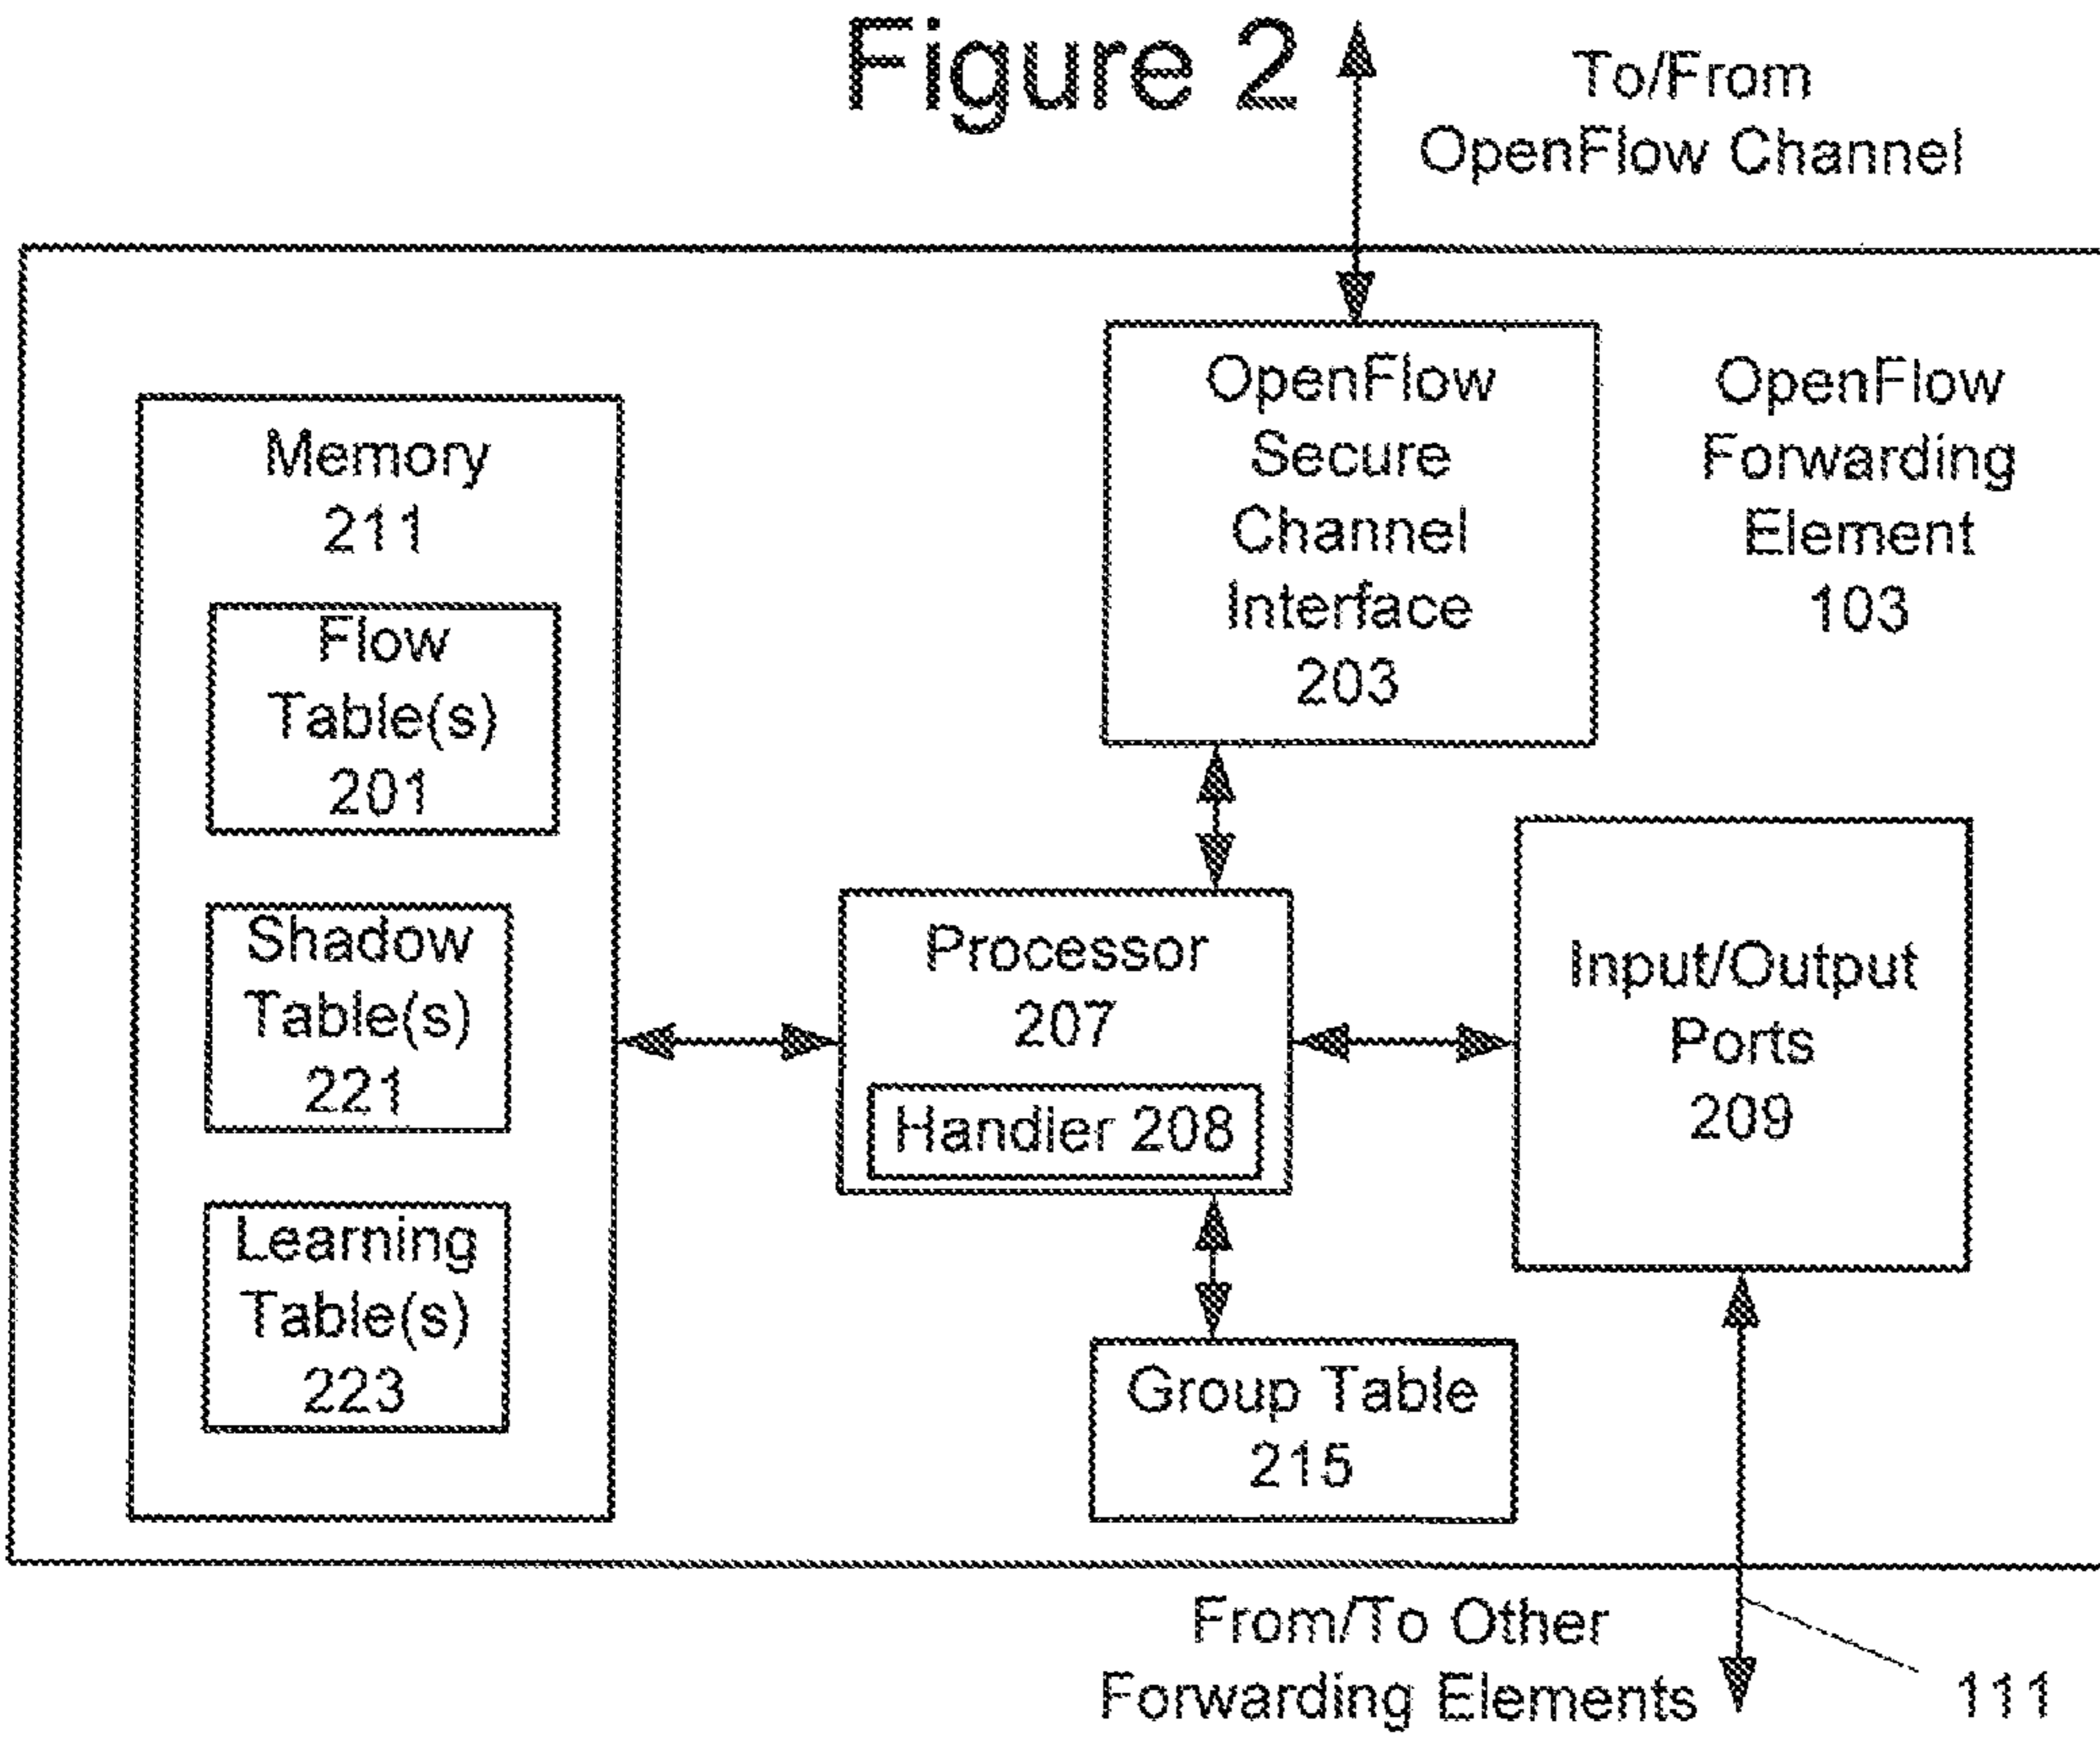 Figure 2
To/From
OpenFlow Channel
OpenFlow
Secure
Channel
Interface
203
OpenFlow
Forwarding
Element
103
Memory
211
Flow
Table(s)
201
Shadow
Table(s)
221
Learning
Table(s)
223
Processor
207
Handler 208
Input/Output
Ports
209
Group Table
215
From/To Other
Forwarding Elements
111